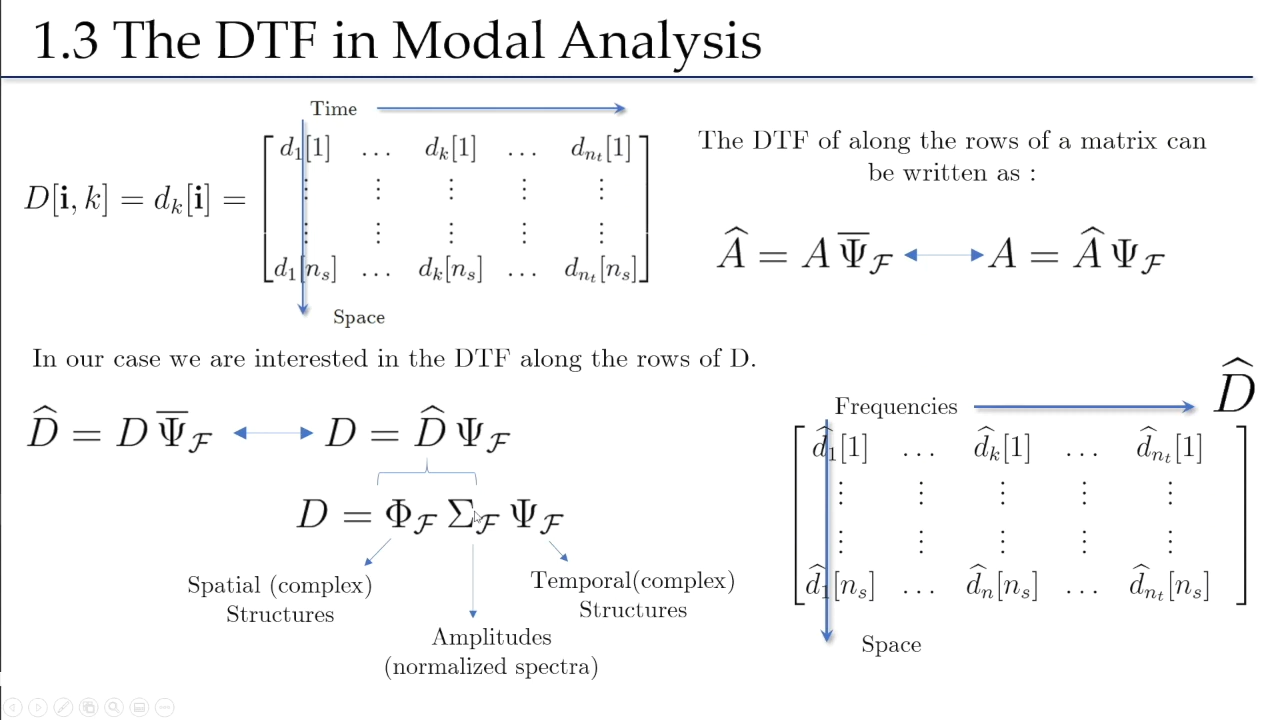 1.3 The DTF in Modal Analysis
Time
D[i, k] = d_k[i] =
d_1[1] … d_k[1] … d_{n_t}[1]
⋮ ⋮ ⋮ ⋮ ⋮
⋮ ⋮ ⋮ ⋮ ⋮
d_1[n_s] … d_k[n_s] … d_{n_t}[n_s]
Space
The DTF of along the rows of a matrix can
be written as :
Â = A Ψ̅_ℱ ↔ A = Â Ψ_ℱ
In our case we are interested in the DTF along the rows of D.
D̂ = D Ψ̅_ℱ ↔ D = D̂ Ψ_ℱ
D = Φ_ℱ Σ_ℱ Ψ_ℱ
Spatial (complex)
Structures
Amplitudes
(normalized spectra)
Temporal(complex)
Structures
Frequencies
D̂
d̂_1[1] … d̂_k[1] … d̂_{n_t}[1]
⋮ ⋮ ⋮ ⋮ ⋮
⋮ ⋮ ⋮ ⋮ ⋮
d̂_1[n_s] … d̂_n[n_s] … d̂_{n_t}[n_s]
Space